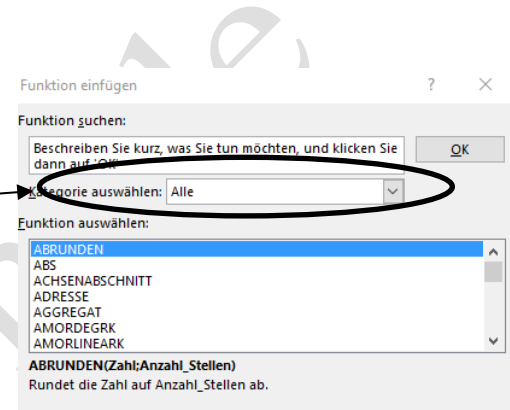 Funktion einfügen ? ×
Funktion suchen:
Beschreiben Sie kurz, was Sie tun möchten, und klicken Sie
dann auf 'OK'
OK
Kategorie auswählen: Alle
Funktion auswählen:
ABRUNDEN
ABS
ACHSENABSCHNITT
ADRESSE
AGGREGAT
AMORDEGRK
AMORLINEARK
ABRUNDEN(Zahl;Anzahl_Stellen)
Rundet die Zahl auf Anzahl_Stellen ab.